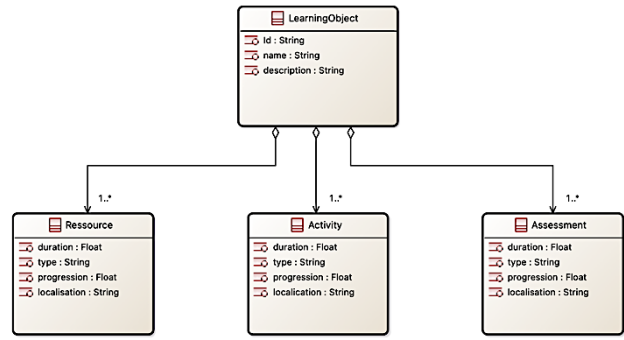 LearningObject
Id : String
name : String
description : String
1..*
1..*
1..*
Ressource
duration : Float
type : String
progression : Float
localisation : String
Activity
duration : Float
type : String
progression : Float
localication : String
Assessment
duration : Float
type : String
progression : Float
localisation : String